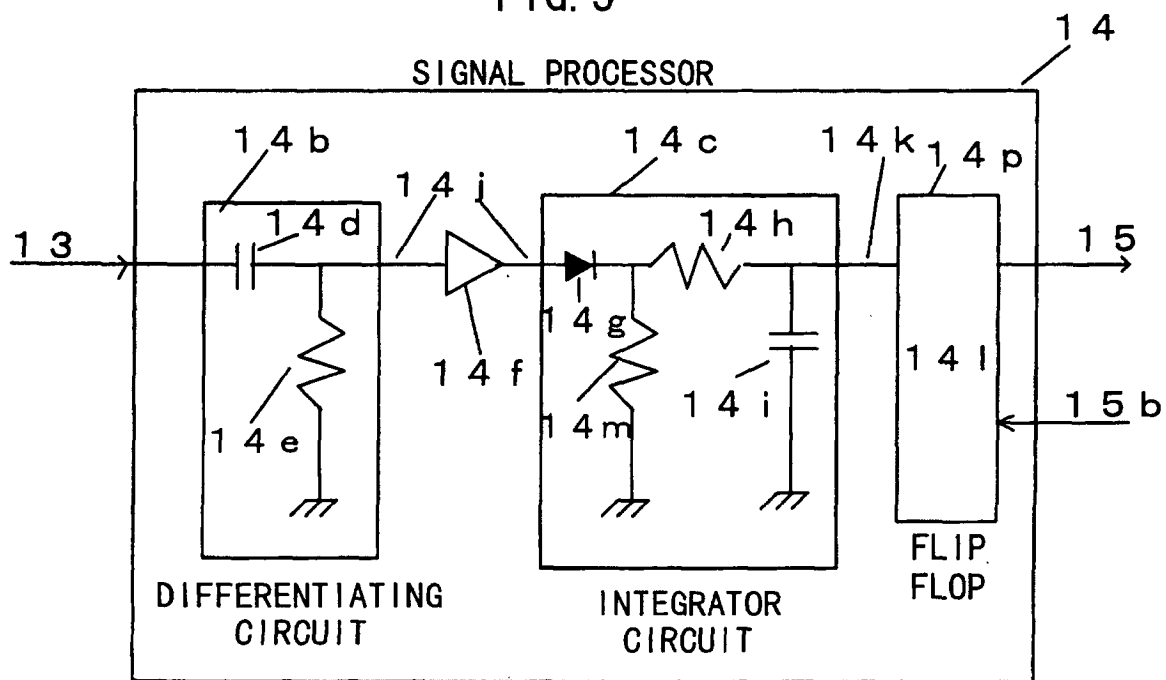 14
SIGNAL PROCESSOR
14b
14c
14k
14p
14j
14d
14h
13
15
14g
14f
14l
14i
15b
14m
14e
FLIP
FLOP
DIFFERENTIATING
CIRCUIT
INTEGRATOR
CIRCUIT